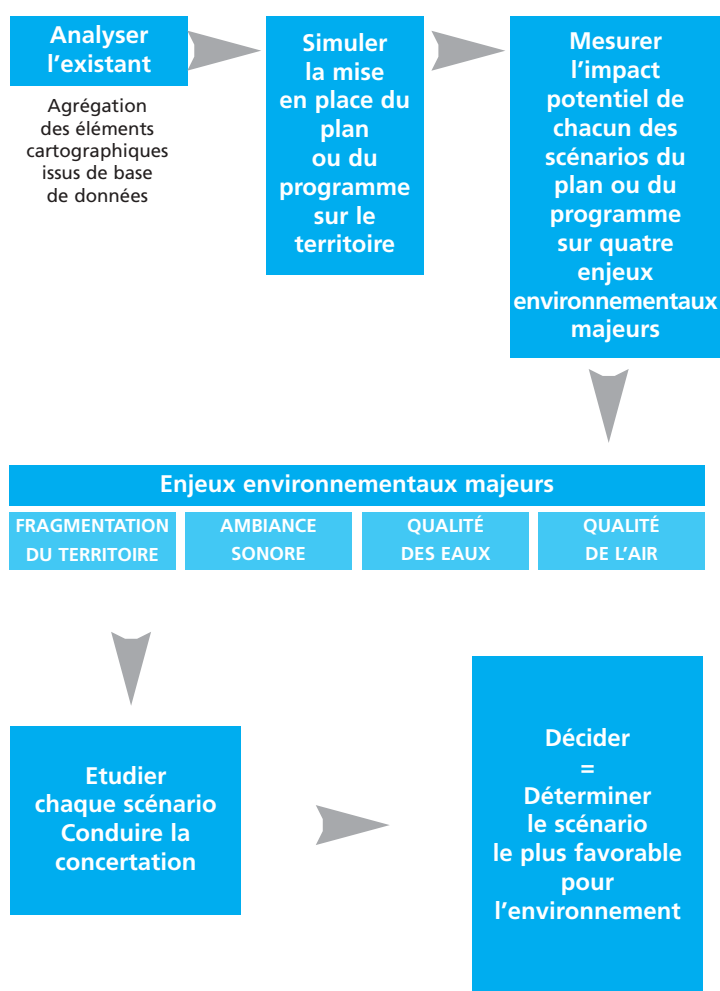 Analyser
l'existant
Agrégation
des éléments
cartographiques
issus de base
de données
Simuler
la mise
en place du
plan
ou du
programme
sur le
territoire
Mesurer
l'impact
potentiel de
chacun des
scénarios du
plan ou du
programme
sur quatre
enjeux
environnementaux
majeurs
Enjeux environnementaux majeurs
FRAGMENTATION
DU TERRITOIRE
AMBIANCE
SONORE
QUALITÉ
DES EAUX
QUALITÉ
DE L'AIR
Etudier
chaque scénario
Conduire la
concertation
Décider
=
Déterminer
le scénario
le plus favorable
pour
l'environnement